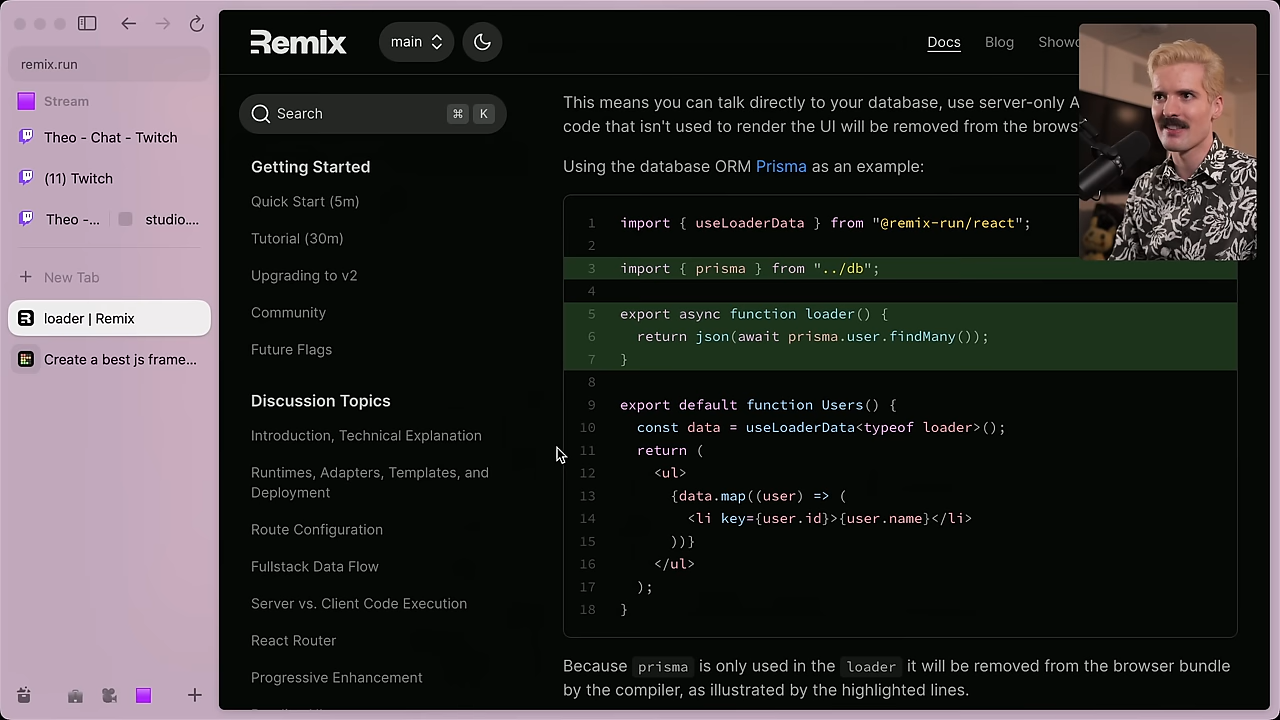 remix.run
Stream
Theo - Chat - Twitch
(11) Twitch
Theo -... studio....
New Tab
loader | Remix
Create a best js frame...
Remix
main
Docs Blog Showc
Search ⌘ K
Getting Started
Quick Start (5m)
Tutorial (30m)
Upgrading to v2
Community
Future Flags
Discussion Topics
Introduction, Technical Explanation
Runtimes, Adapters, Templates, and
Deployment
Route Configuration
Fullstack Data Flow
Server vs. Client Code Execution
React Router
Progressive Enhancement
This means you can talk directly to your database, use server-only A
code that isn't used to render the UI will be removed from the brows
Using the database ORM Prisma as an example:
1 import { useLoaderData } from "@remix-run/react";
2
3 import { prisma } from "../db";
4
5 export async function loader() {
6 return json(await prisma.user.findMany());
7 }
8
9 export default function Users() {
10 const data = useLoaderData<typeof loader>();
11 return (
12 <ul>
13 {data.map((user) => (
14 <li key={user.id}>{user.name}</li>
15 ))}
16 </ul>
17 );
18 }
Because prisma is only used in the loader it will be removed from the browser bundle
by the compiler, as illustrated by the highlighted lines.